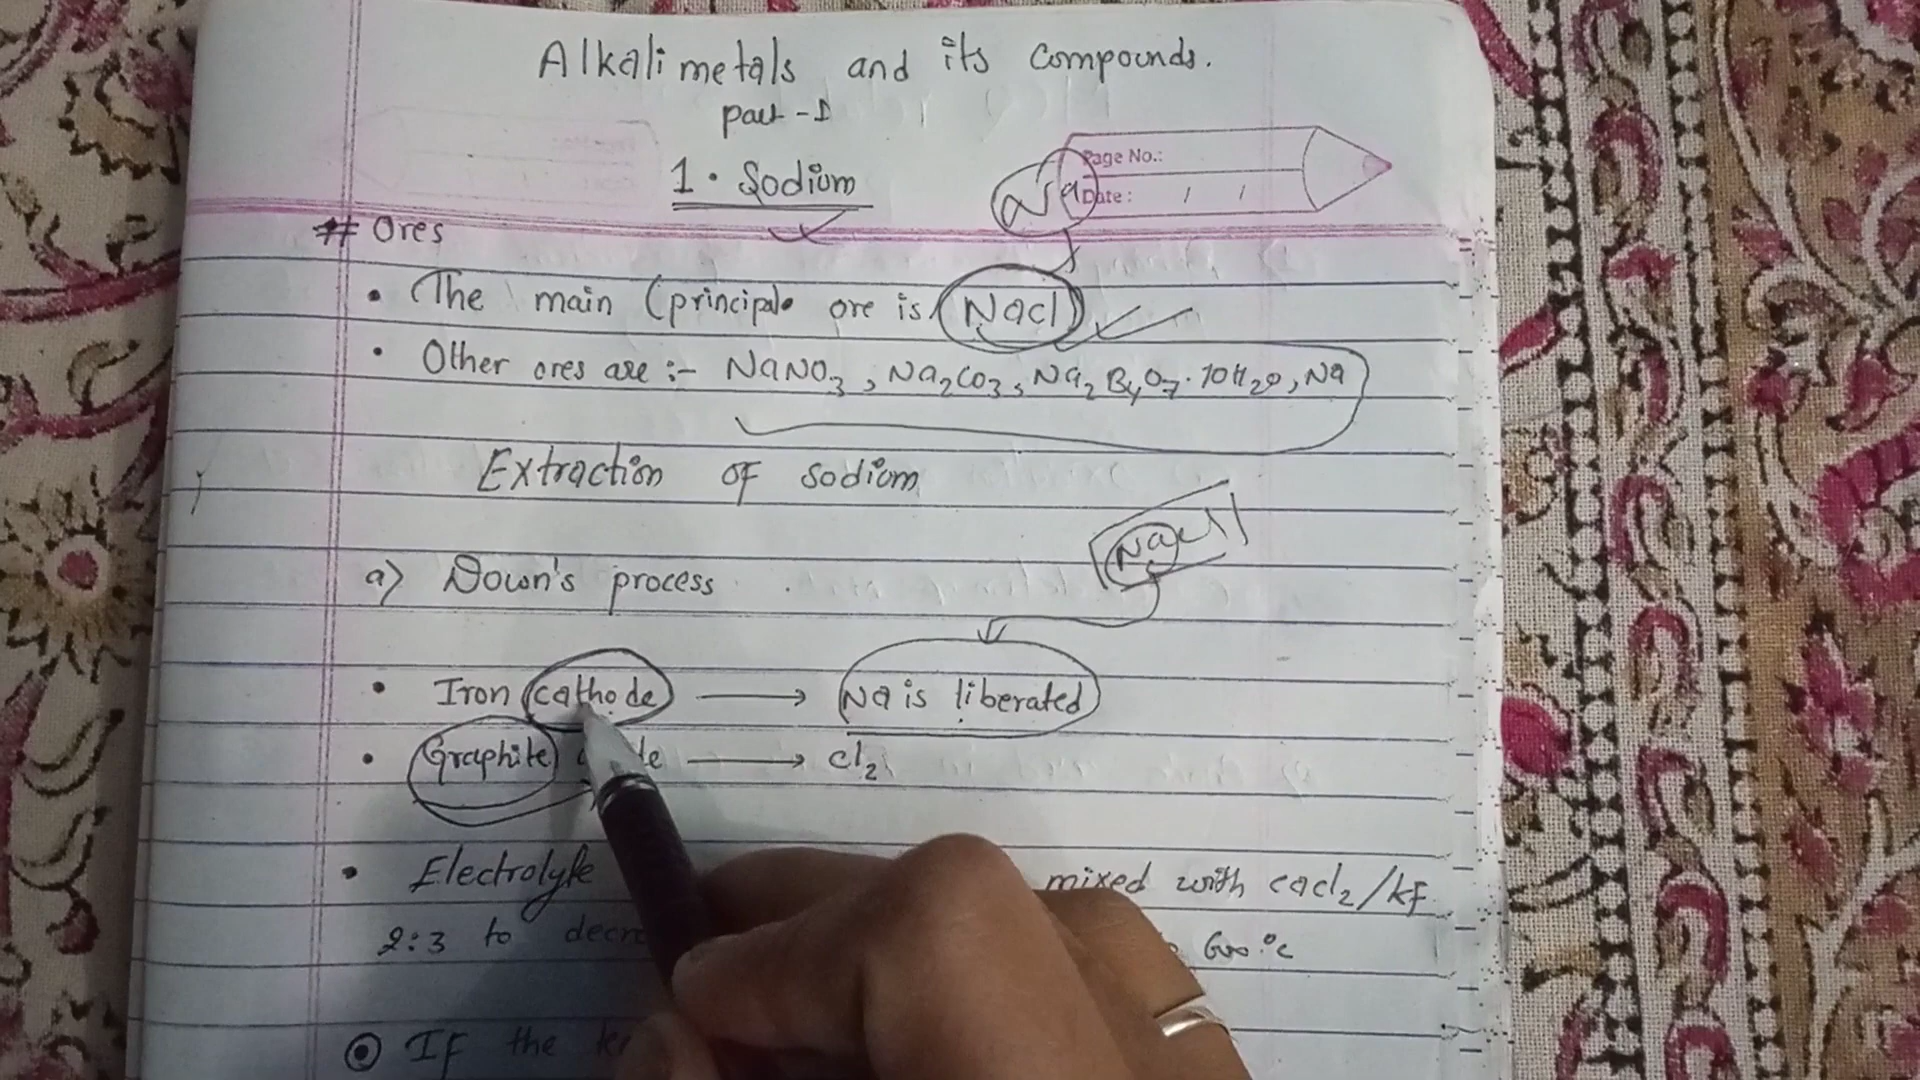 Alkali metals and its compounds.
part - I
1. Sodium
Page No.:
Date : / /
Na
# Ores
• The main (principal ore is (NaCl)
• Other ores are :- NaNO3, Na2CO3, Na2B4O7.10H2O, Na
Extraction of Sodium
NaCl
a) Down's process
• Iron cathode → Na is liberated
• Graphite → Cl2
• Electrolyte mixed with CaCl2/KF
2:3 to 600°C
If the